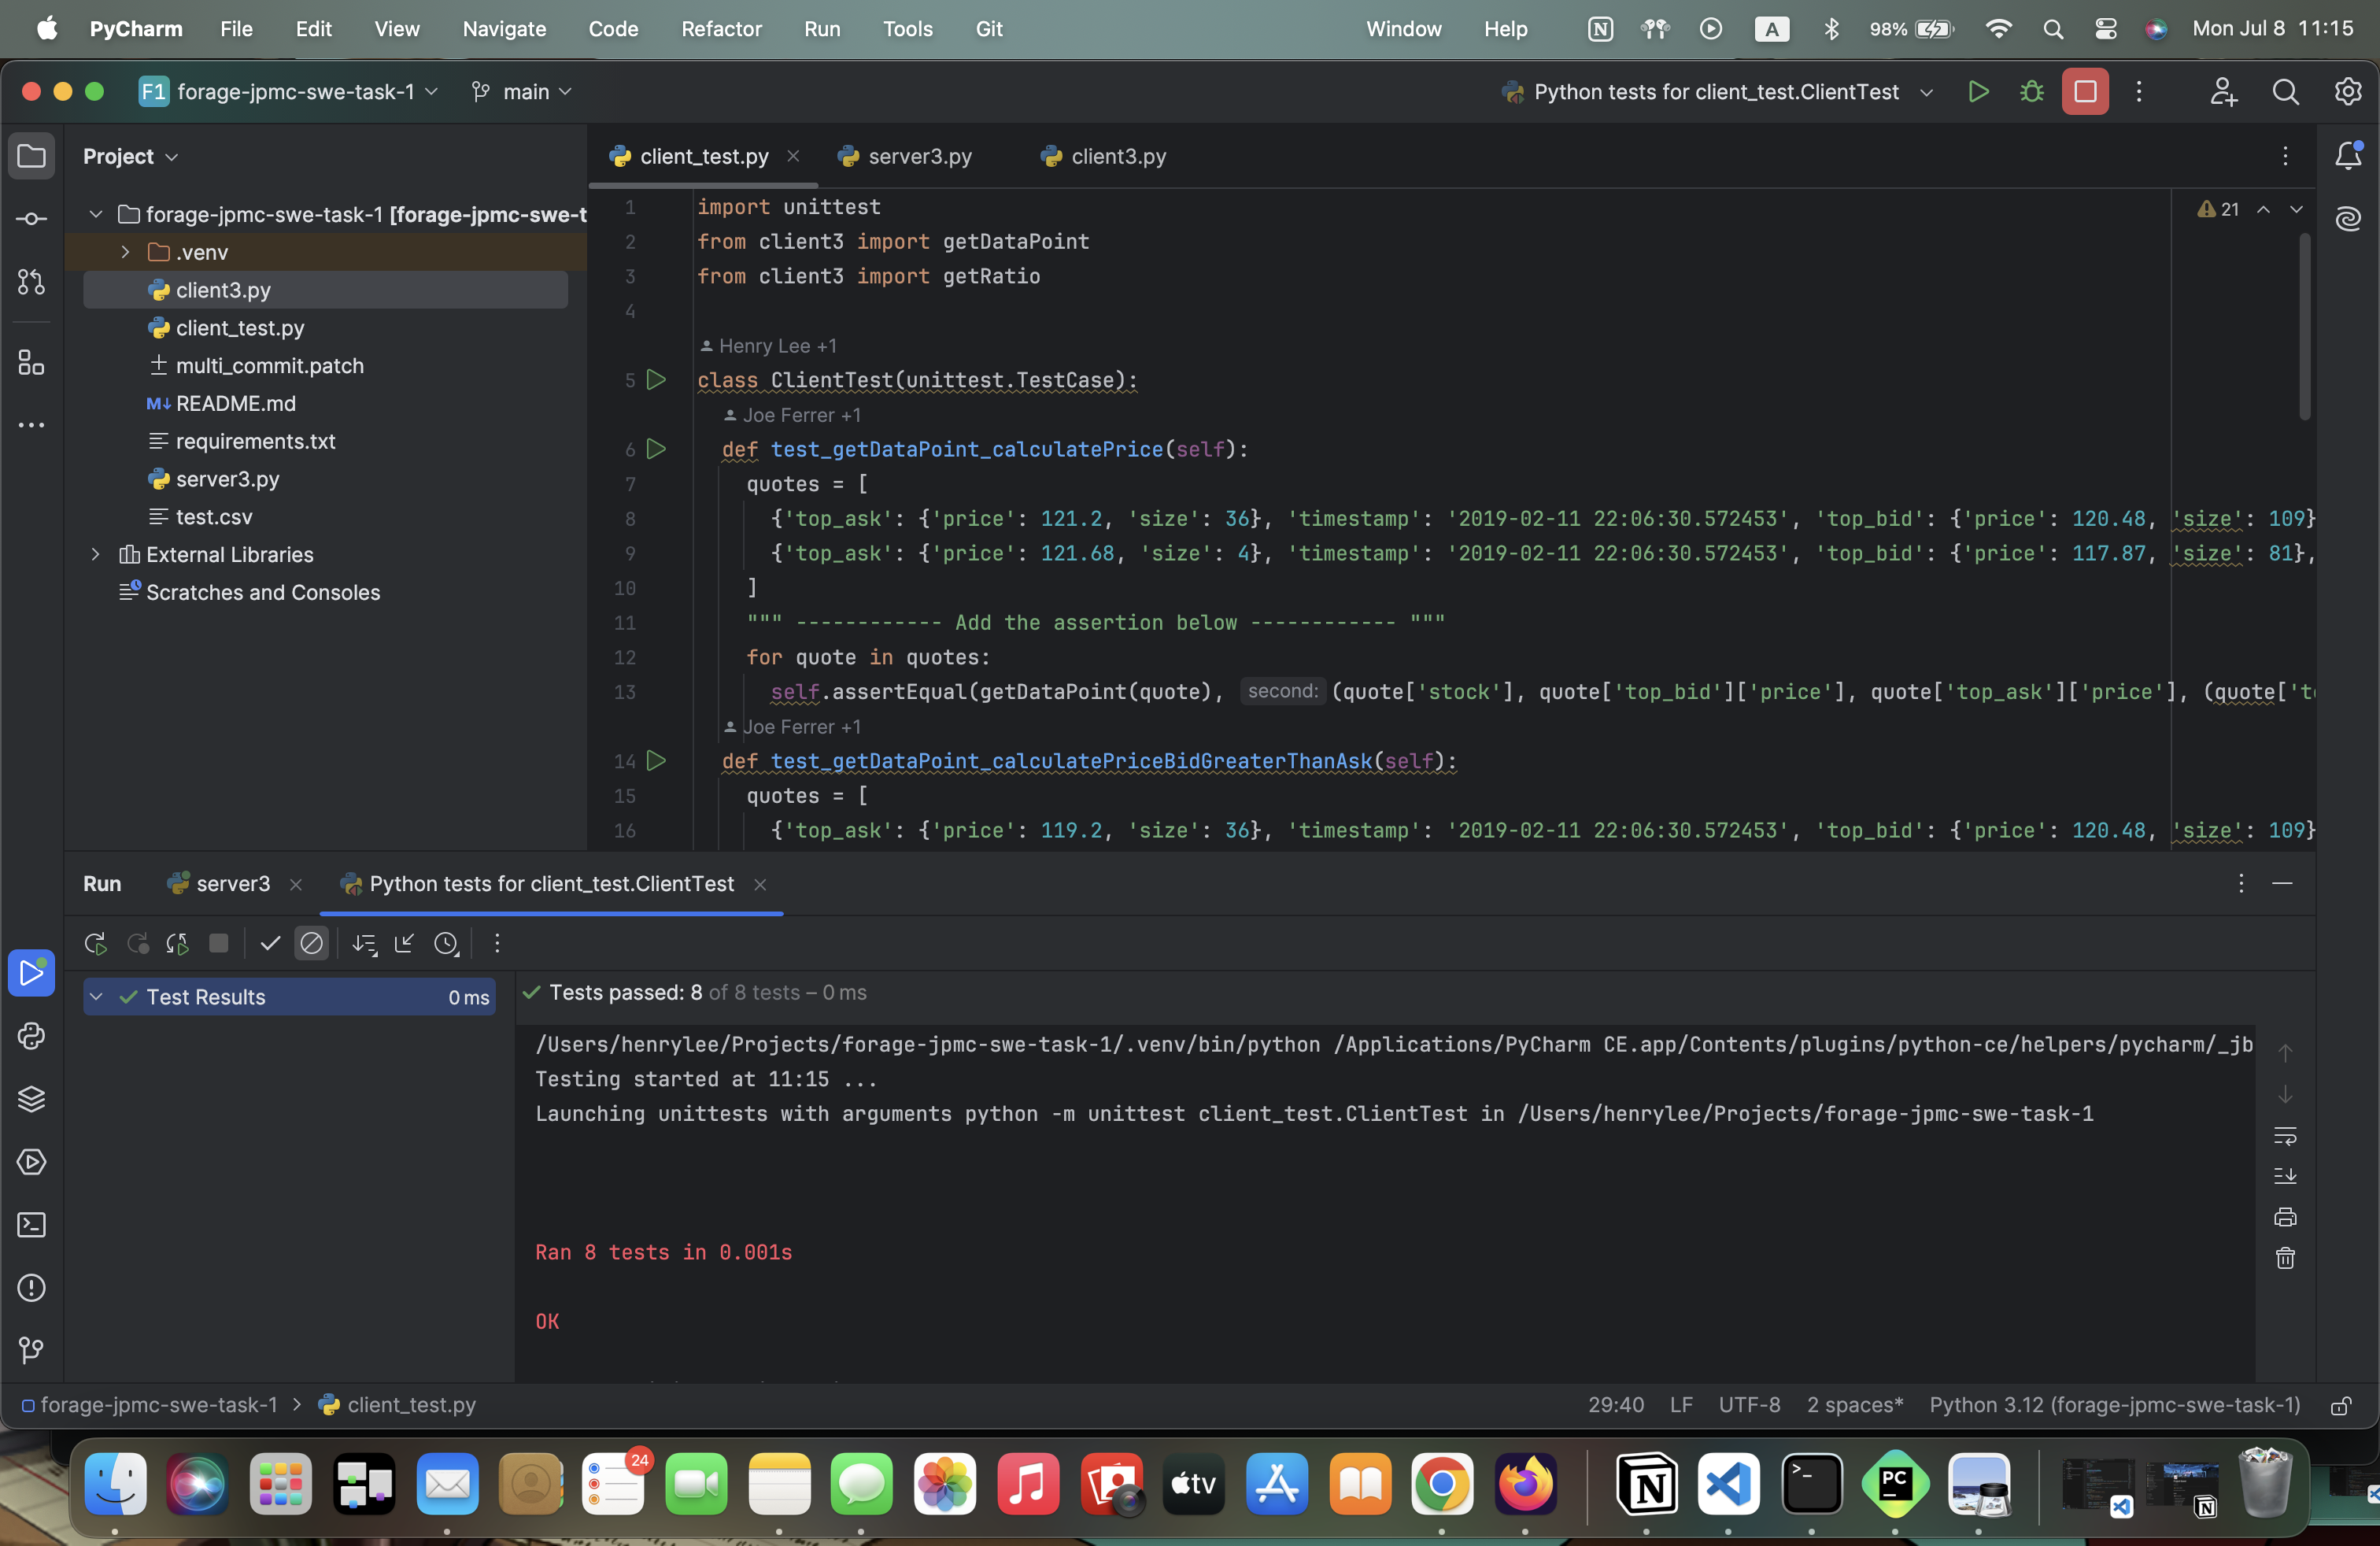 PyCharm File Edit View Navigate Code Refactor Run Tools Git Window Help A 98% Mon Jul 8 11:15
F1 forage-jpmc-swe-task-1 main Python tests for client_test.ClientTest
Project
client_test.py server3.py client3.py
forage-jpmc-swe-task-1 [forage-jpmc-swe-t
.venv
client3.py
client_test.py
multi_commit.patch
M↓ README.md
requirements.txt
server3.py
test.csv
External Libraries
Scratches and Consoles
21
1 import unittest
2 from client3 import getDataPoint
3 from client3 import getRatio
4
Henry Lee +1
5 class ClientTest(unittest.TestCase):
Joe Ferrer +1
6 def test_getDataPoint_calculatePrice(self):
7 quotes = [
8 {'top_ask': {'price': 121.2, 'size': 36}, 'timestamp': '2019-02-11 22:06:30.572453', 'top_bid': {'price': 120.48, 'size': 109}
9 {'top_ask': {'price': 121.68, 'size': 4}, 'timestamp': '2019-02-11 22:06:30.572453', 'top_bid': {'price': 117.87, 'size': 81},
10 ]
11 """ ------------ Add the assertion below ------------ """
12 for quote in quotes:
13 self.assertEqual(getDataPoint(quote), second: (quote['stock'], quote['top_bid']['price'], quote['top_ask']['price'], (quote['t
Joe Ferrer +1
14 def test_getDataPoint_calculatePriceBidGreaterThanAsk(self):
15 quotes = [
16 {'top_ask': {'price': 119.2, 'size': 36}, 'timestamp': '2019-02-11 22:06:30.572453', 'top_bid': {'price': 120.48, 'size': 109}
Run server3 Python tests for client_test.ClientTest
Test Results 0 ms
Tests passed: 8 of 8 tests – 0 ms
/Users/henrylee/Projects/forage-jpmc-swe-task-1/.venv/bin/python /Applications/PyCharm CE.app/Contents/plugins/python-ce/helpers/pycharm/_jb
Testing started at 11:15 ...
Launching unittests with arguments python -m unittest client_test.ClientTest in /Users/henrylee/Projects/forage-jpmc-swe-task-1
Ran 8 tests in 0.001s
OK
forage-jpmc-swe-task-1 > client_test.py 29:40 LF UTF-8 2 spaces* Python 3.12 (forage-jpmc-swe-task-1)
24
tv
PC